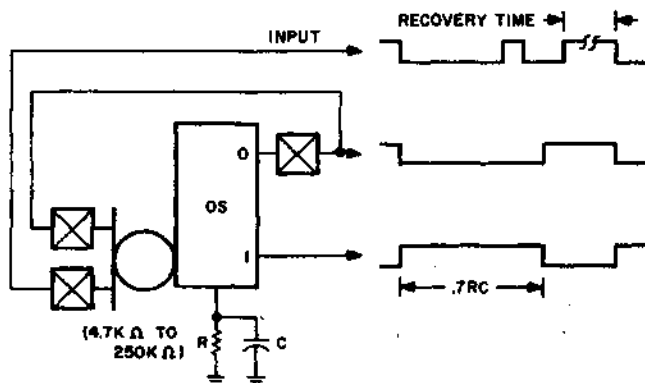 RECOVERY TIME
INPUT
0
OS
1
.7RC
(4.7K Ω TO
250K Ω)
R
C